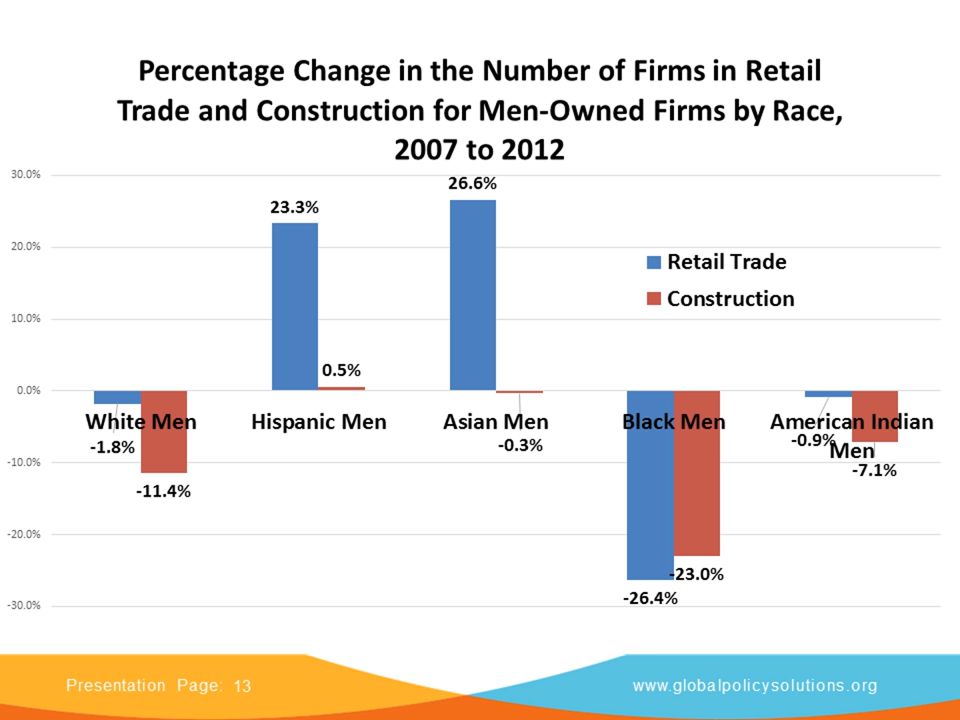 Percentage Change in the Number of Firms in Retail
Trade and Construction for Men-Owned Firms by Race,
2007 to 2012
30.0%
20.0%
10.0%
0.0%
-10.0%
-20.0%
-30.0%
23.3%
26.6%
0.5%
Retail Trade
Construction
White Men
Hispanic Men
Asian Men
Black Men
American Indian
Men
-1.8%
-11.4%
-0.3%
-26.4%
-23.0%
-0.9%
-7.1%
Presentation Page: 13
www.globalpolicysolutions.org